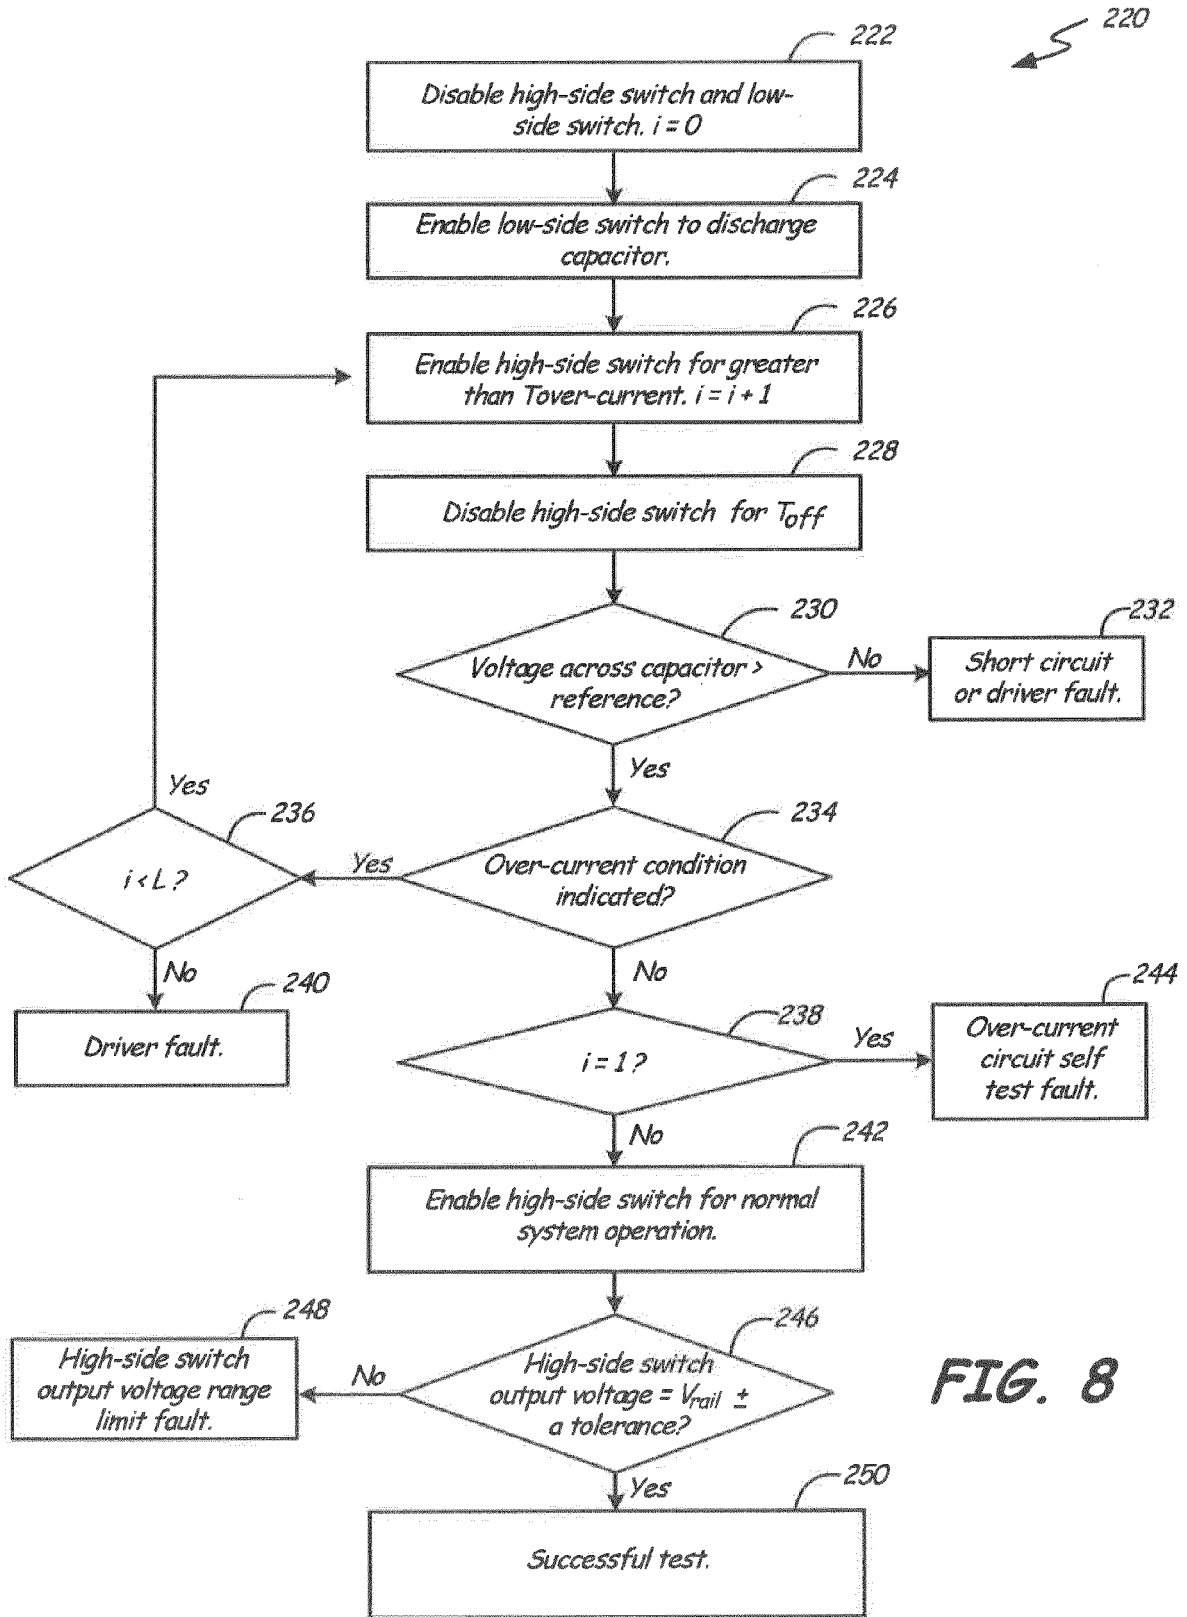 220
222
Disable high-side switch and low-
side switch. i = 0
224
Enable low-side switch to discharge
capacitor.
226
Enable high-side switch for greater
than Tover-current. i = i + 1
228
Disable high-side switch for Toff
230
Voltage across capacitor >
reference?
No
232
Short circuit
or driver fault.
Yes
234
Over-current condition
indicated?
Yes
236
i < L ?
Yes
No
240
Driver fault.
No
238
i = 1 ?
Yes
244
Over-current
circuit self
test fault.
No
242
Enable high-side switch for normal
system operation.
246
High-side switch
output voltage = Vrail ±
a tolerance?
No
248
High-side switch
output voltage range
limit fault.
Yes
250
Successful test.
FIG. 8